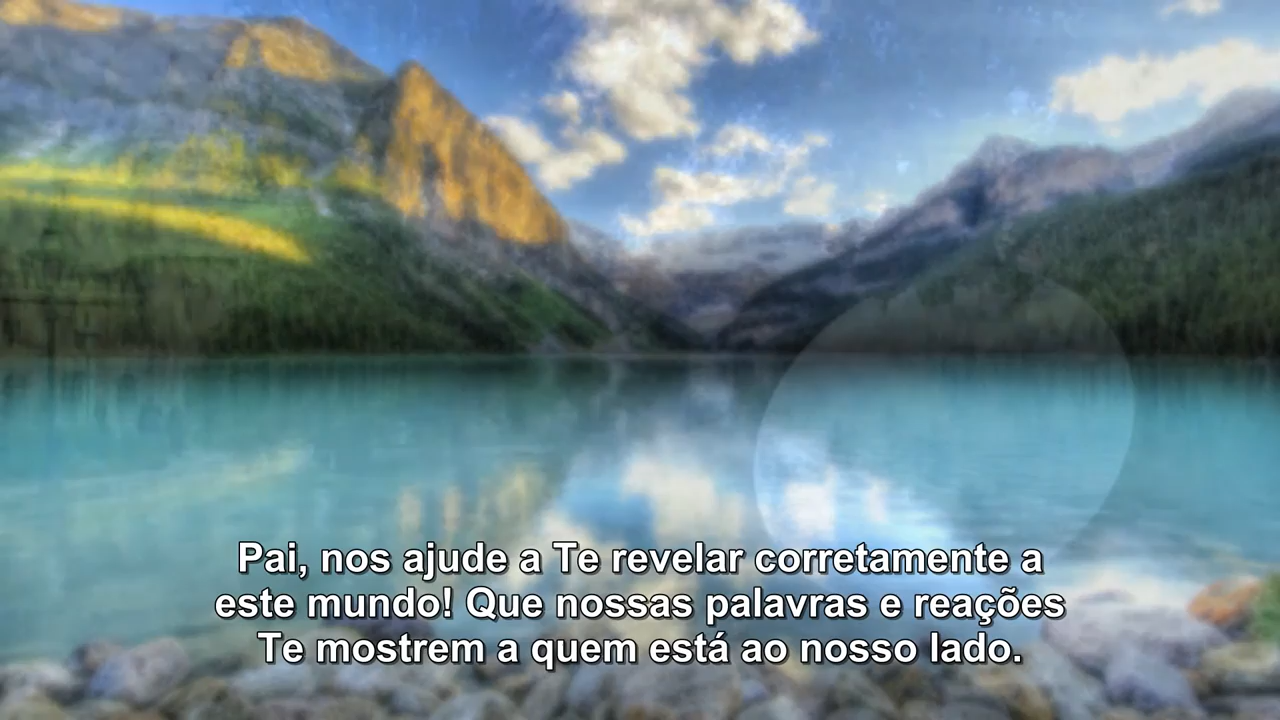 Pai, nos ajude a Te revelar corretamente a
este mundo! Que nossas palavras e reações
Te mostrem a quem está ao nosso lado.